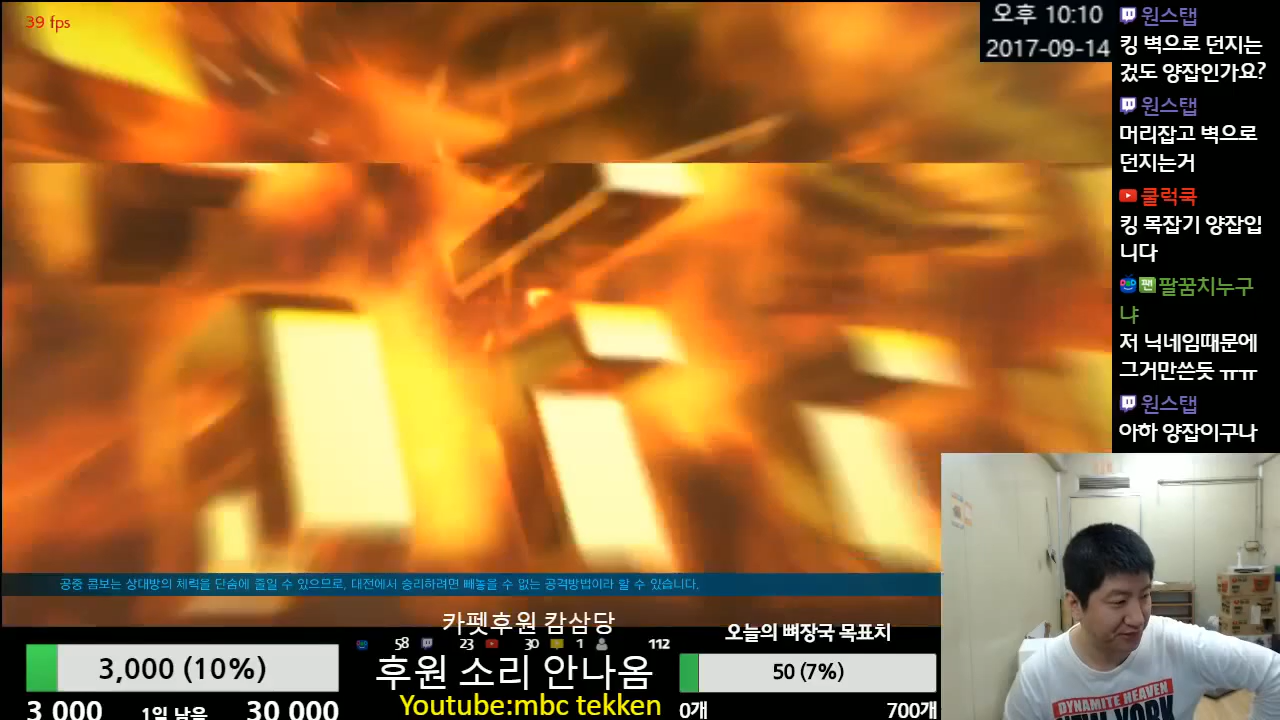 39 fps
오후 10:10
2017-09-14
원스탭
킹 벽으로 던지는
겄도 양잡인가요?
원스탭
머리잡고 벽으로
던지는거
쿨럭쿡
킹 목잡기 양잡입
니다
팬 팔꿈치누구
냐
저 닉네임때문에
그거만쓴듯 ㅠㅠ
원스탭
아하 양잡이구나
공중 콤보는 상대방의 체력을 단숨에 줄일 수 있으므로, 대전에서 승리하려면 빼놓을 수 없는 공격방법이라 할 수 있습니다.
카펫후원 캄삼당
58 23 30 1 112
후원 소리 안나옴
Youtube:mbc tekken
3,000 (10%)
3 000 1일 남음 30 000
오늘의 뼈장국 목표치
50 (7%)
0개 700개
DYNAMITE HEAVEN
NEW YORK